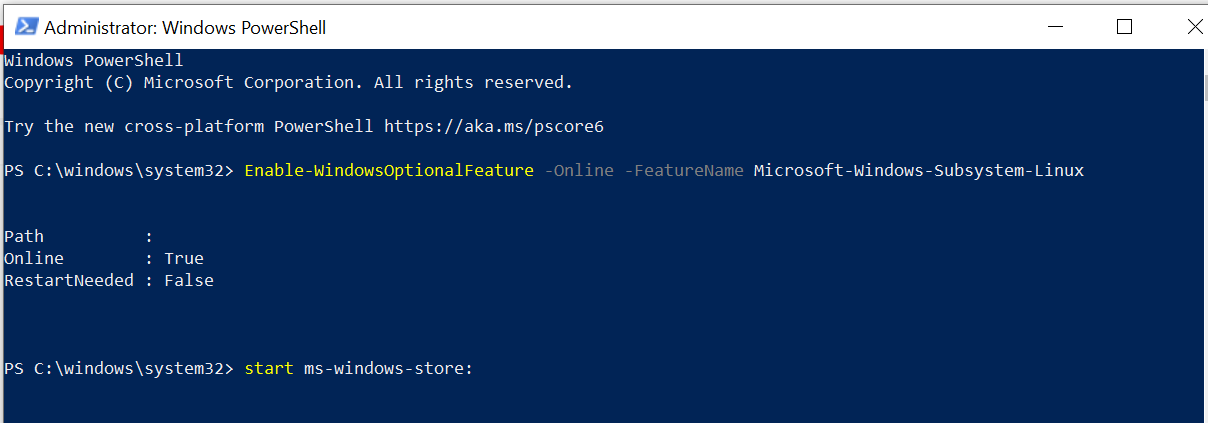 Administrator: Windows PowerShell
Windows PowerShell
Copyright (C) Microsoft Corporation. All rights reserved.
Try the new cross-platform PowerShell https://aka.ms/pscore6
PS C:\windows\system32> Enable-WindowsOptionalFeature -Online -FeatureName Microsoft-Windows-Subsystem-Linux
Path          :
Online        : True
RestartNeeded : False
PS C:\windows\system32> start ms-windows-store: